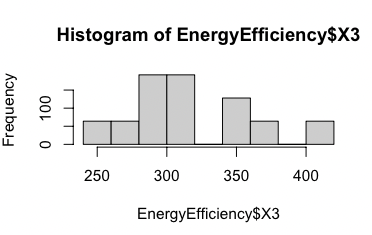 Histogram of EnergyEfficiency$X3
Frequency
100
0
250 300 350 400
EnergyEfficiency$X3